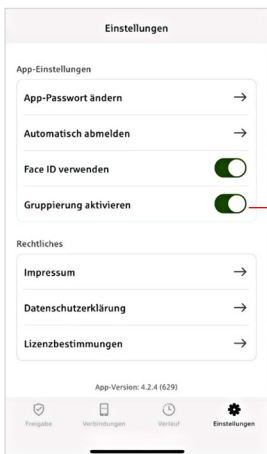 Einstellungen
App-Einstellungen
App-Passwort ändern
Automatisch abmelden
Face ID verwenden
Gruppierung aktivieren
Rechtliches
Impressum
Datenschutzerklärung
Lizenzbestimmungen
App-Version: 4.2.4 (629)
Freigabe Verbindungen Verlauf Einstellungen